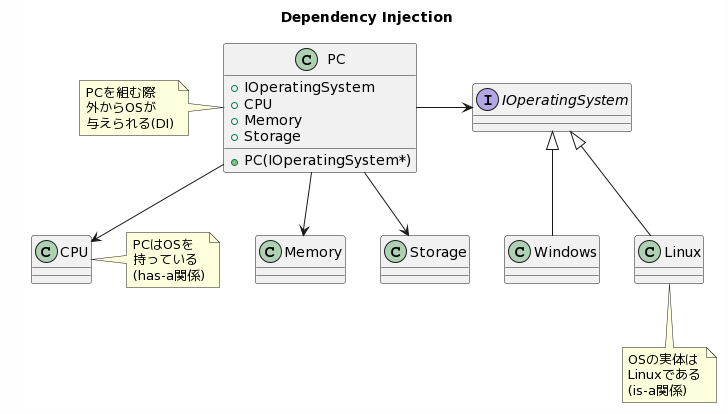 Dependency Injection
C PC
IOperatingSystem
CPU
Memory
Storage
PC(IOperatingSystem*)
PCを組む際
外からOSが
与えられる(DI)
I IOperatingSystem
C CPU
PCはOSを
持っている
(has-a関係)
C Memory
C Storage
C Windows
C Linux
OSの実体は
Linuxである
(is-a関係)